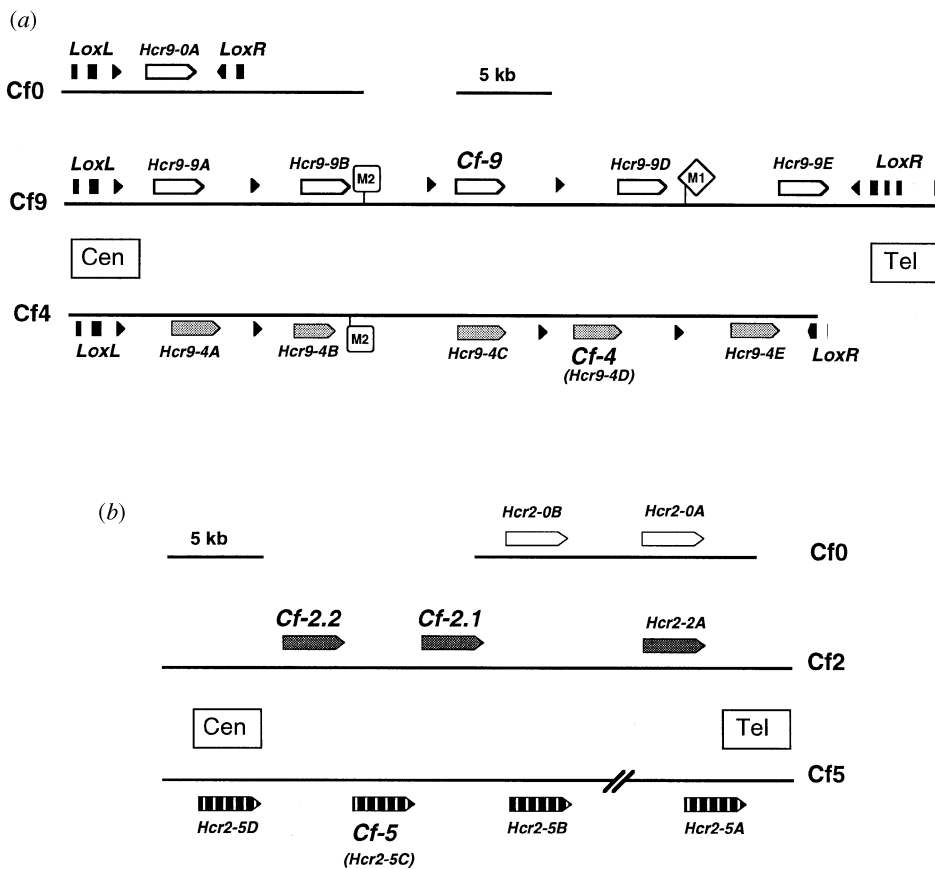 (a)
LoxL Hcr9-0A LoxR
Cf0
5 kb
LoxL Hcr9-9A Hcr9-9B M2 Cf-9 Hcr9-9D M1 Hcr9-9E LoxR
Cf9
Cen Tel
Cf4
LoxL Hcr9-4A Hcr9-4B M2 Hcr9-4C Cf-4 Hcr9-4E LoxR
(Hcr9-4D)
(b)
5 kb
Hcr2-0B Hcr2-0A
Cf0
Cf-2.2 Cf-2.1 Hcr2-2A
Cf2
Cen Tel
Cf5
Hcr2-5D Cf-5 Hcr2-5B Hcr2-5A
(Hcr2-5C)